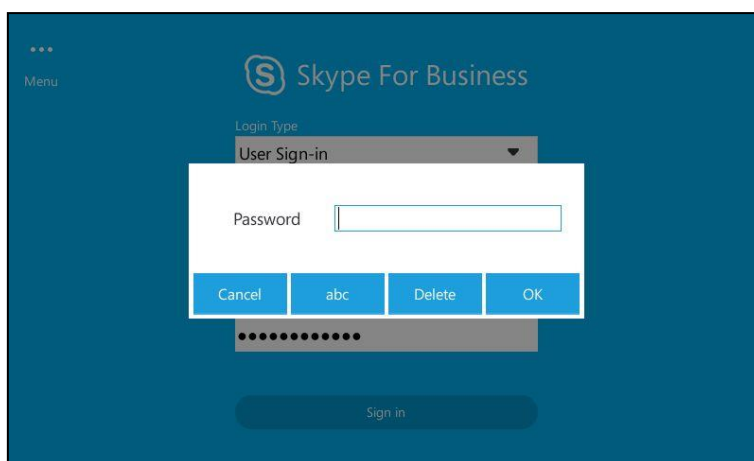 •••
Menu
Skype For Business
Login Type
User Sign-in
Password
Cancel abc Delete OK
••••••••••••
Sign in